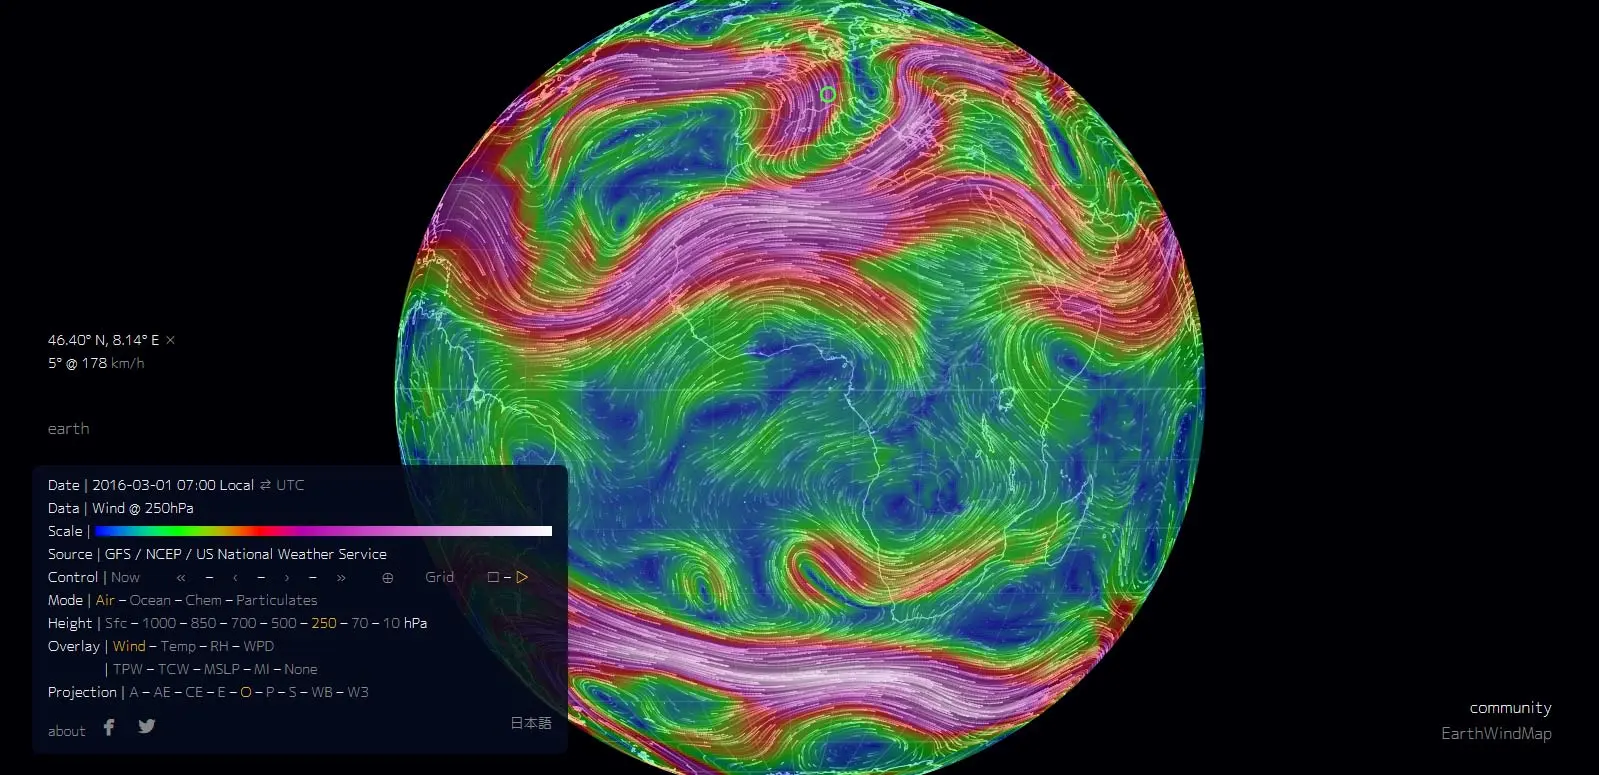 46.40° N, 8.14° E ×
5° @ 178 km/h
earth
Date | 2016-03-01 07:00 Local ⇄ UTC
Data | Wind @ 250hPa
Scale |
Source | GFS / NCEP / US National Weather Service
Control | Now « – ‹ – › – » ⊕ Grid □ – ▷
Mode | Air – Ocean – Chem – Particulates
Height | Sfc – 1000 – 850 – 700 – 500 – 250 – 70 – 10 hPa
Overlay | Wind – Temp – RH – WPD
| TPW – TCW – MSLP – MI – None
Projection | A – AE – CE – E – O – P – S – WB – W3
about
日本語
community
EarthWindMap